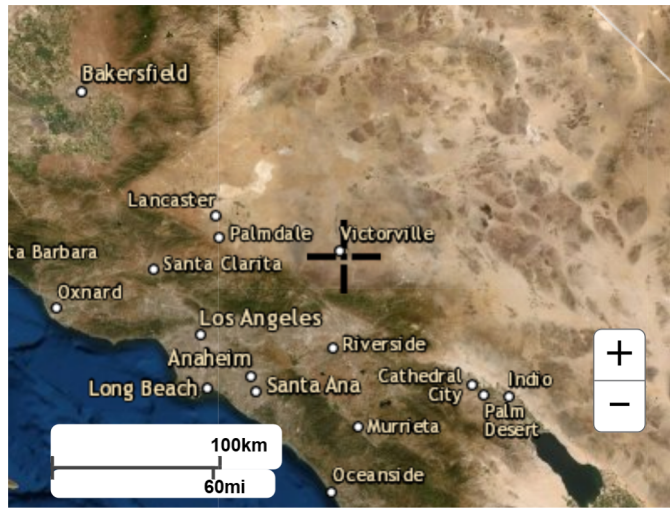 Bakersfield
Lancaster
Palmdale
Victorville
ta Barbara
Santa Clarita
Oxnard
Los Angeles
Riverside
Anaheim
Cathedral
City
Indio
Long Beach
Santa Ana
Palm
Desert
Murrieta
Oceanside
100km
60mi
+
−